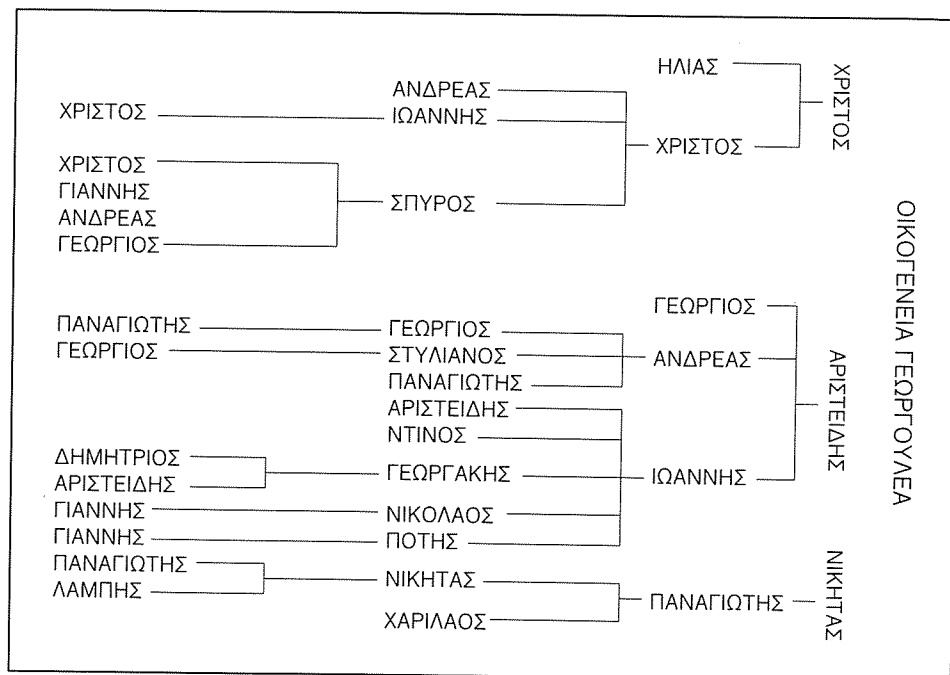 ΟΙΚΟΓΕΝΕΙΑ ΓΕΩΡΓΟΥΛΕΑ
ΧΡΙΣΤΟΣ
ΗΛΙΑΣ
ΧΡΙΣΤΟΣ
ΑΝΔΡΕΑΣ
ΙΩΑΝΝΗΣ
ΣΠΥΡΟΣ
ΧΡΙΣΤΟΣ
ΧΡΙΣΤΟΣ
ΓΙΑΝΝΗΣ
ΑΝΔΡΕΑΣ
ΓΕΩΡΓΙΟΣ
ΑΡΙΣΤΕΙΔΗΣ
ΓΕΩΡΓΙΟΣ
ΑΝΔΡΕΑΣ
ΙΩΑΝΝΗΣ
ΓΕΩΡΓΙΟΣ
ΣΤΥΛΙΑΝΟΣ
ΠΑΝΑΓΙΩΤΗΣ
ΑΡΙΣΤΕΙΔΗΣ
ΝΤΙΝΟΣ
ΓΕΩΡΓΑΚΗΣ
ΝΙΚΟΛΑΟΣ
ΠΟΤΗΣ
ΠΑΝΑΓΙΩΤΗΣ
ΓΕΩΡΓΙΟΣ
ΔΗΜΗΤΡΙΟΣ
ΑΡΙΣΤΕΙΔΗΣ
ΓΙΑΝΝΗΣ
ΓΙΑΝΝΗΣ
ΝΙΚΗΤΑΣ
ΠΑΝΑΓΙΩΤΗΣ
ΝΙΚΗΤΑΣ
ΧΑΡΙΛΑΟΣ
ΠΑΝΑΓΙΩΤΗΣ
ΛΑΜΠΗΣ